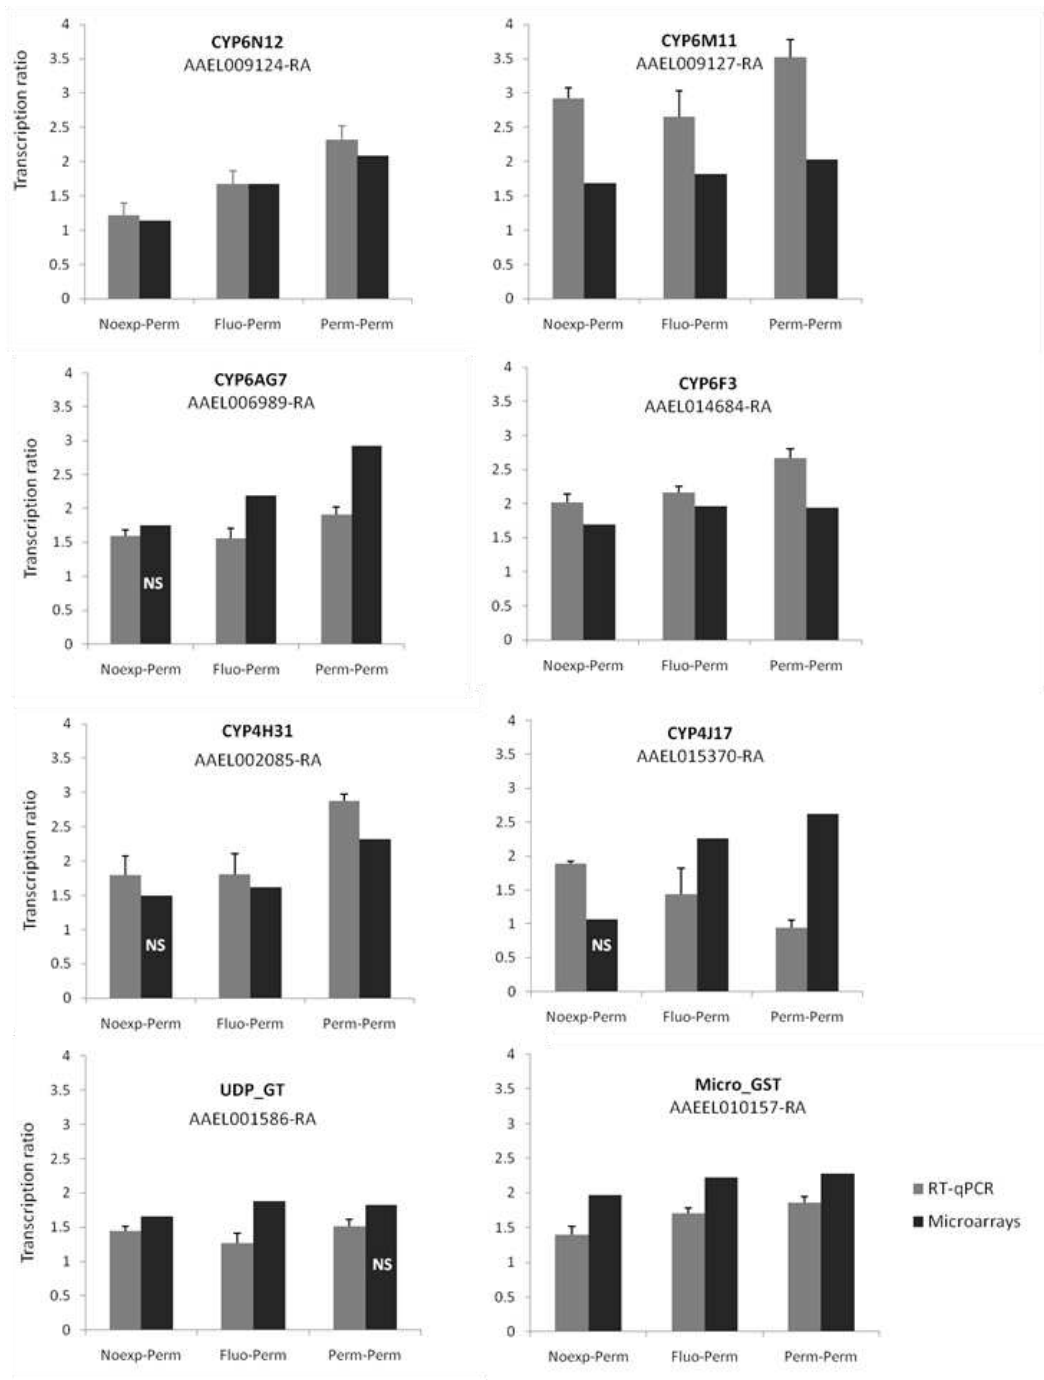 CYP6N12
AAEL009124-RA
Transcription ratio
4
3.5
3
2.5
2
1.5
1
0.5
0
Noexp-Perm Fluo-Perm Perm-Perm
CYP6M11
AAEL009127-RA
4
3.5
3
2.5
2
1.5
1
0.5
0
Noexp-Perm Fluo-Perm Perm-Perm
CYP6AG7
AAEL006989-RA
Transcription ratio
4
3.5
3
2.5
2
1.5
1
0.5
0
NS
Noexp-Perm Fluo-Perm Perm-Perm
CYP6F3
AAEL014684-RA
4
3.5
3
2.5
2
1.5
1
0.5
0
Noexp-Perm Fluo-Perm Perm-Perm
CYP4H31
AAEL002085-RA
Transcription ratio
4
3.5
3
2.5
2
1.5
1
0.5
0
NS
Noexp-Perm Fluo-Perm Perm-Perm
CYP4J17
AAEL015370-RA
4
3.5
3
2.5
2
1.5
1
0.5
0
NS
Noexp-Perm Fluo-Perm Perm-Perm
UDP_GT
AAEL001586-RA
Transcription ratio
4
3.5
3
2.5
2
1.5
1
0.5
0
NS
Noexp-Perm Fluo-Perm Perm-Perm
Micro_GST
AAEEL010157-RA
4
3.5
3
2.5
2
1.5
1
0.5
0
Noexp-Perm Fluo-Perm Perm-Perm
RT-qPCR
Microarrays